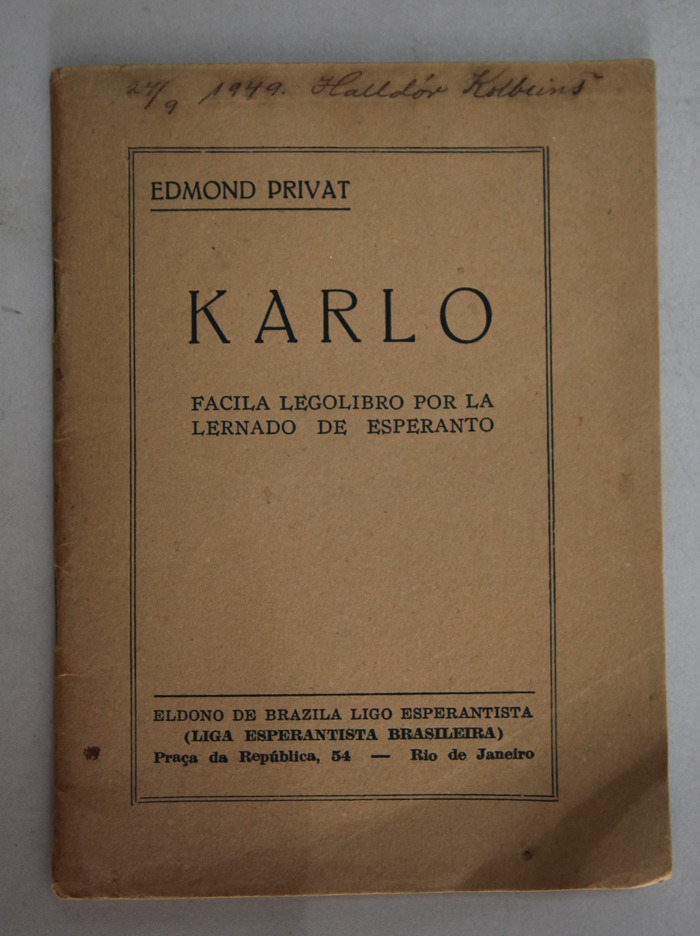 24/9 1949. Halldór Kolbeins
EDMOND PRIVAT
KARLO
FACILA LEGOLIBRO POR LA
LERNADO DE ESPERANTO
ELDONO DE BRAZILA LIGO ESPERANTISTA
(LIGA ESPERANTISTA BRASILEIRA)
Praça da República, 54 — Rio de Janeiro